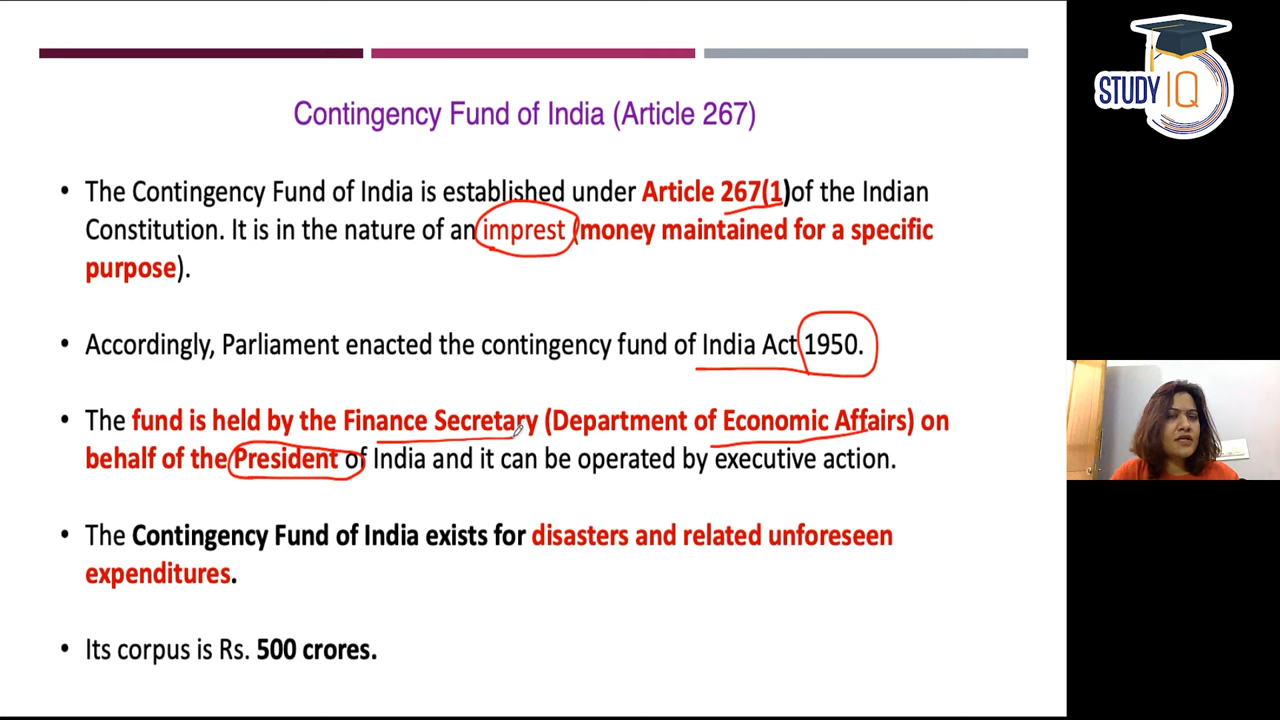 STUDY IQ
Contingency Fund of India (Article 267)
• The Contingency Fund of India is established under Article 267(1)of the Indian
Constitution. It is in the nature of an imprest (money maintained for a specific
purpose).
• Accordingly, Parliament enacted the contingency fund of India Act 1950.
• The fund is held by the Finance Secretary (Department of Economic Affairs) on
behalf of the President of India and it can be operated by executive action.
• The Contingency Fund of India exists for disasters and related unforeseen
expenditures.
• Its corpus is Rs. 500 crores.